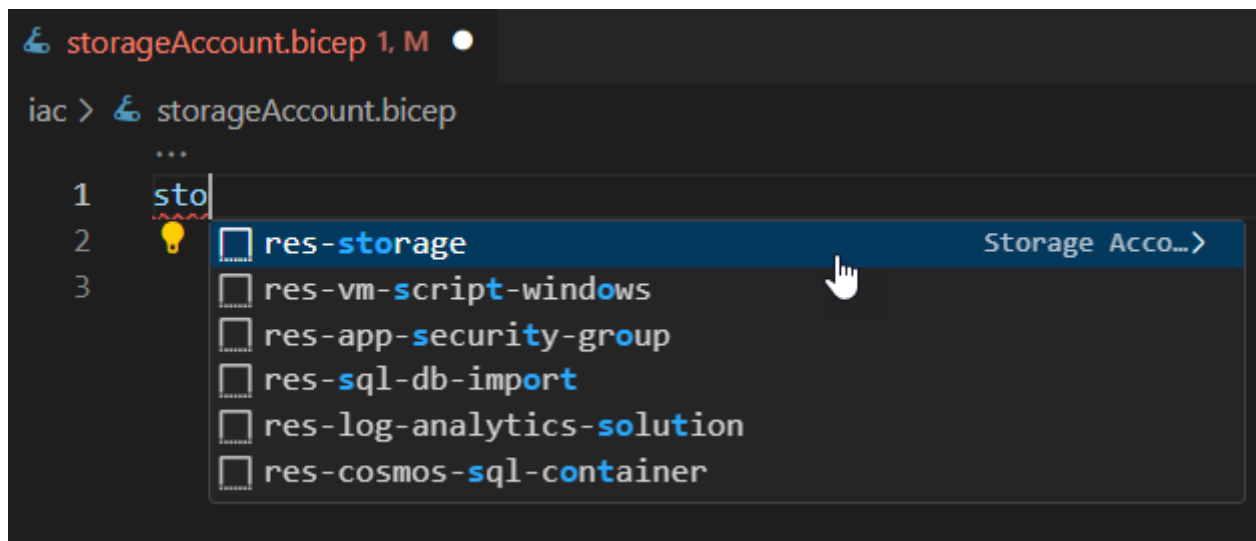 storageAccount.bicep 1, M
iac > storageAccount.bicep
...
1 sto
2 res-storage Storage Acco…>
3 res-vm-script-windows
res-app-security-group
res-sql-db-import
res-log-analytics-solution
res-cosmos-sql-container